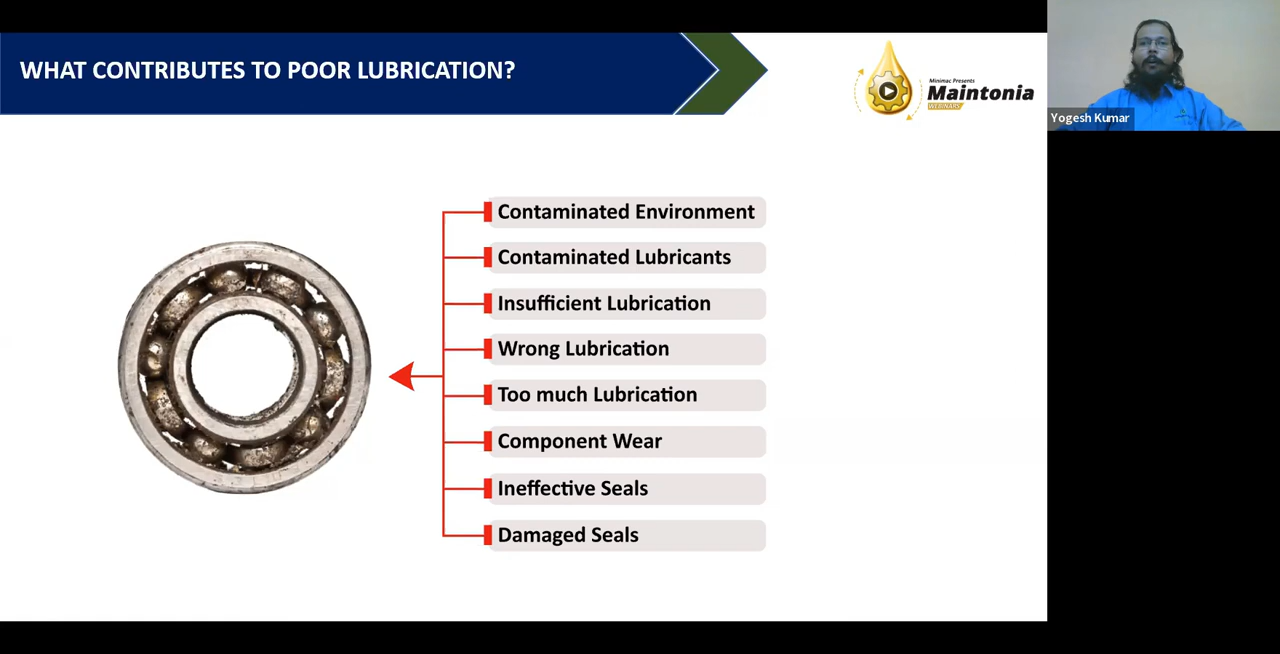 WHAT CONTRIBUTES TO POOR LUBRICATION?
Minimac Presents
Maintonia
WEBINARS
Yogesh Kumar
Contaminated Environment
Contaminated Lubricants
Insufficient Lubrication
Wrong Lubrication
Too much Lubrication
Component Wear
Ineffective Seals
Damaged Seals